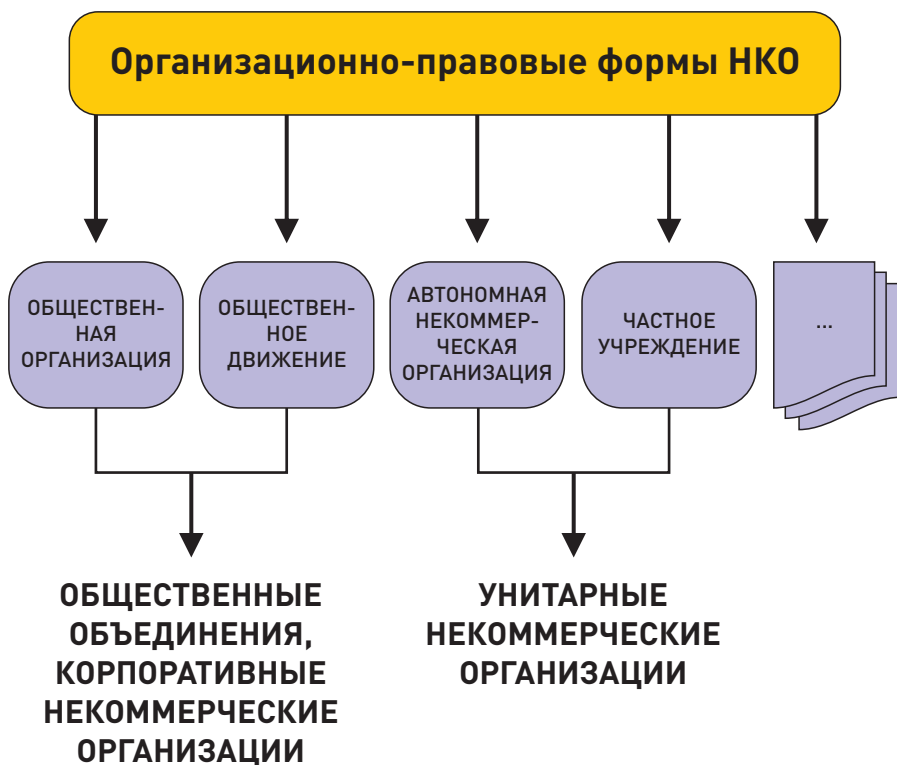 Организационно-правовые формы НКО
ОБЩЕСТВЕН-
НАЯ
ОРГАНИЗАЦИЯ
ОБЩЕСТВЕН-
НОЕ
ДВИЖЕНИЕ
АВТОНОМНАЯ
НЕКОММЕР-
ЧЕСКАЯ
ОРГАНИЗАЦИЯ
ЧАСТНОЕ
УЧРЕЖДЕНИЕ
...
ОБЩЕСТВЕННЫЕ
ОБЪЕДИНЕНИЯ,
КОРПОРАТИВНЫЕ
НЕКОММЕРЧЕСКИЕ
ОРГАНИЗАЦИИ
УНИТАРНЫЕ
НЕКОММЕРЧЕСКИЕ
ОРГАНИЗАЦИИ